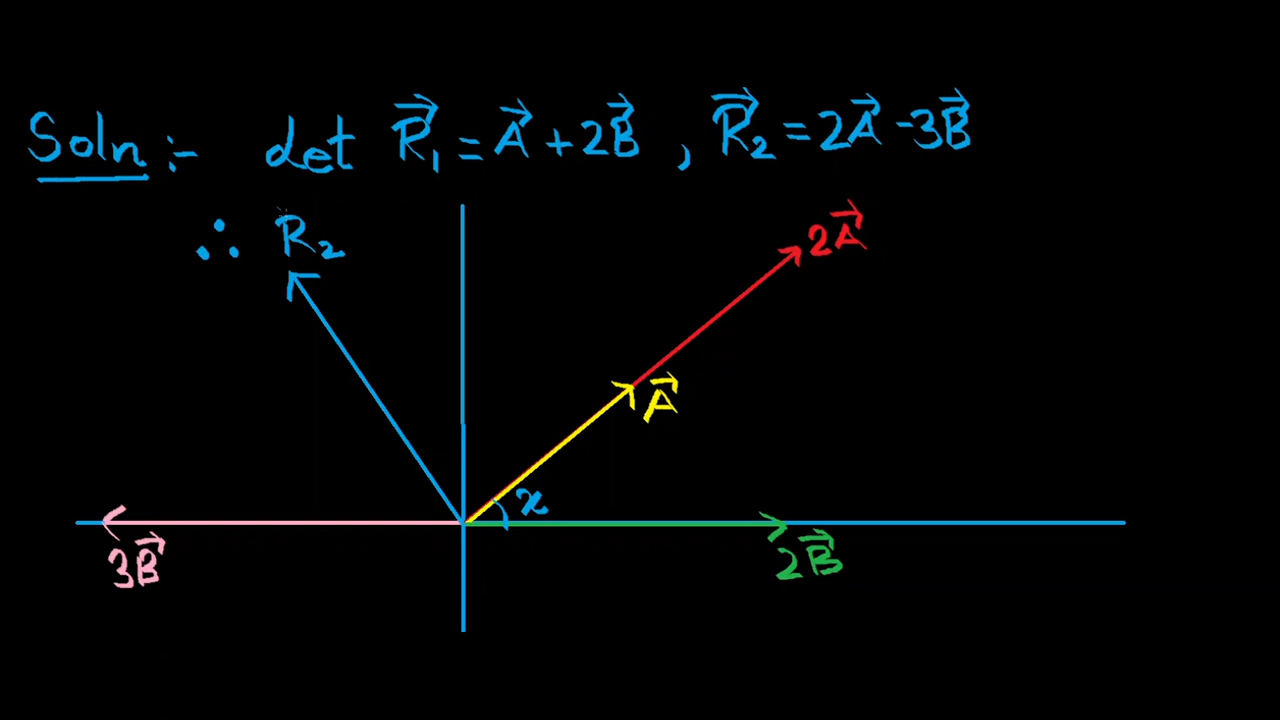 Soln :- Let R⃗₁ = A⃗ + 2B⃗ , R⃗₂ = 2A⃗ - 3B⃗
∴ R₂
2A⃗
A⃗
x
3B⃗
2B⃗